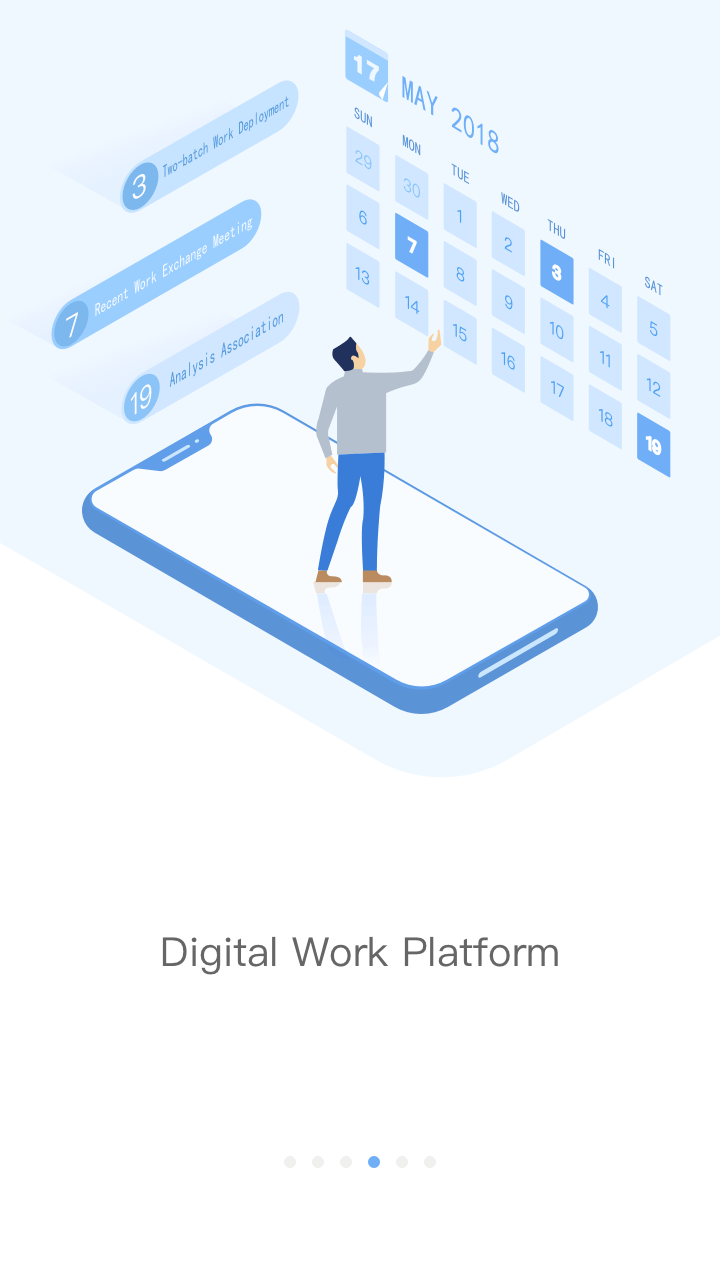 17
MAY 2018
SUN MON TUE WED THU FRI SAT
29 30 1 2 3 4 5
6 7 8 9 10 11 12
13 14 15 16 17 18 19
3 Two-batch Work Deployment
7 Recent Work Exchange Meeting
19 Analysis Association
Digital Work Platform